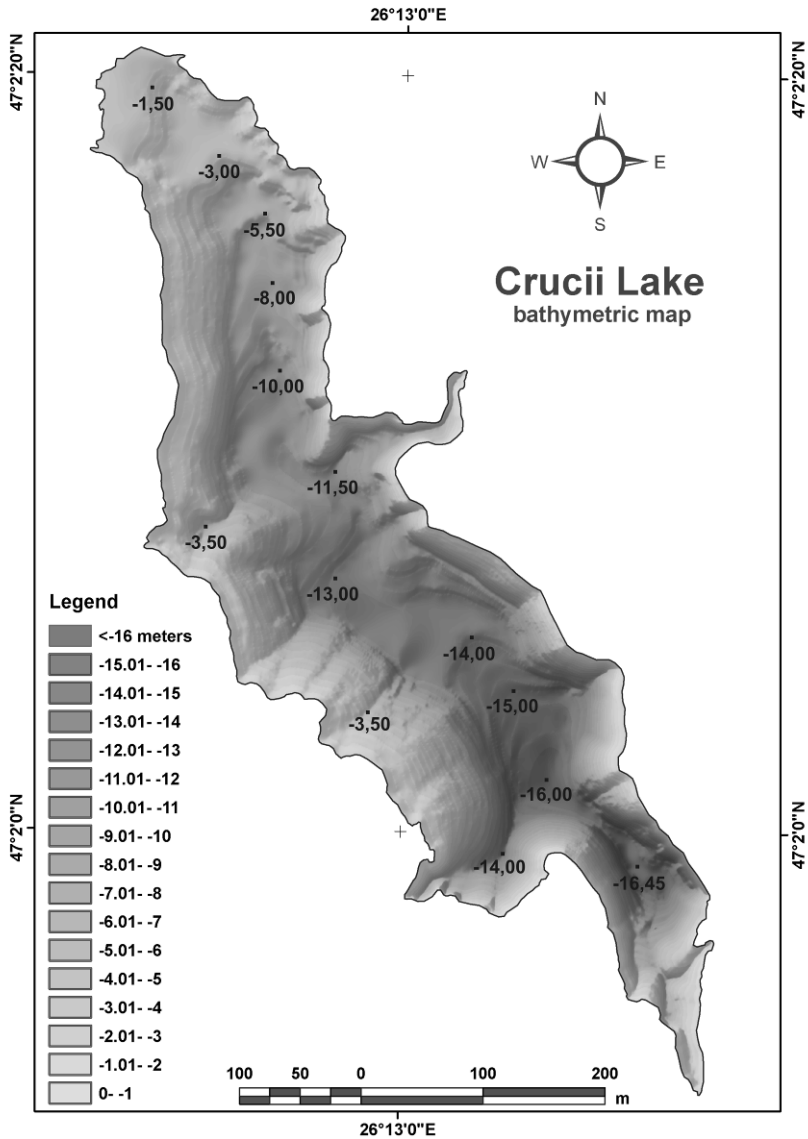 26°13'0"E
47°2'20"N
47°2'20"N
-1,50
N
W E
S
-3,00
-5,50
Crucii Lake
bathymetric map
-8,00
-10,00
-11,50
-3,50
-13,00
-14,00
-15,00
-3,50
-16,00
-14,00
-16,45
47°2'0"N
47°2'0"N
Legend
<-16 meters
-15.01- -16
-14.01- -15
-13.01- -14
-12.01- -13
-11.01- -12
-10.01- -11
-9.01- -10
-8.01- -9
-7.01- -8
-6.01- -7
-5.01- -6
-4.01- -5
-3.01- -4
-2.01- -3
-1.01- -2
0- -1
100 50 0 100 200
m
26°13'0"E